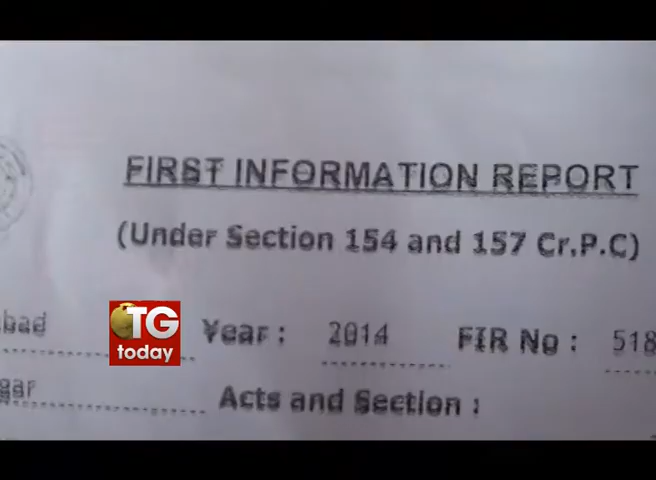 FIRST INFORMATION REPORT
(Under Section 154 and 157 Cr.P.C)
bad Year : 2014 FIR No : 518
TG
today
gar Acts and Section :